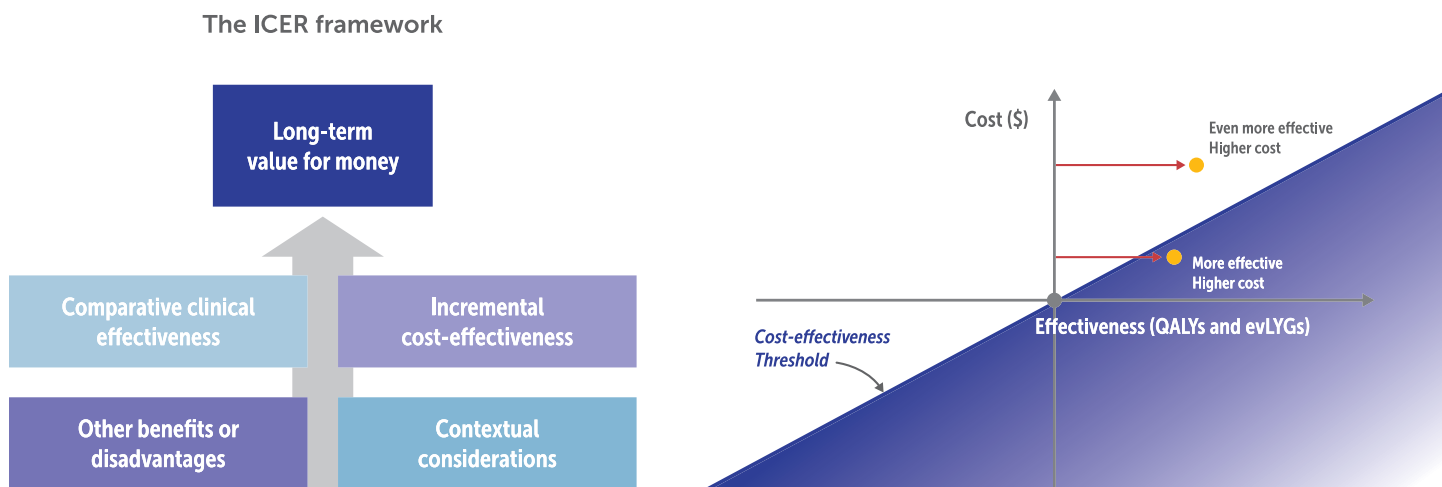 The ICER framework
Long-term
value for money
Comparative clinical
effectiveness
Incremental
cost-effectiveness
Other benefits or
disadvantages
Contextual
considerations
Cost ($)
Even more effective
Higher cost
More effective
Higher cost
Effectiveness (QALYs and evLYGs)
Cost-effectiveness
Threshold